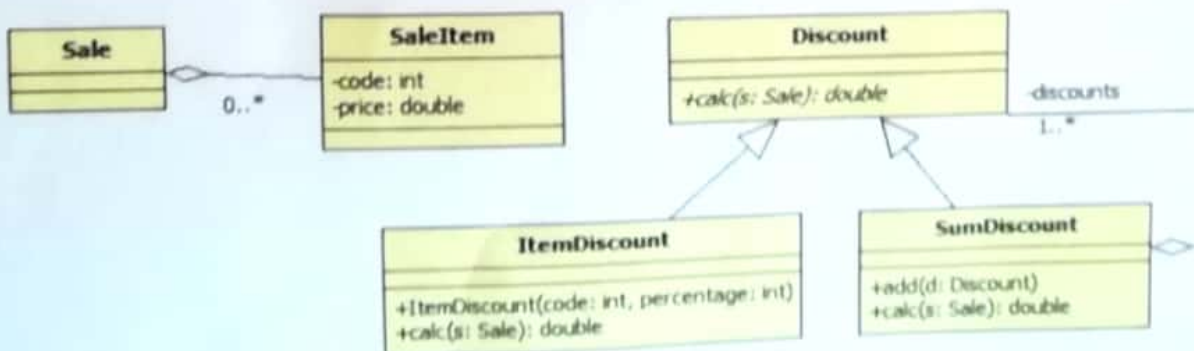 Sale
0..*
SaleItem
-code: int
-price: double
Discount
+calc(s: Sale): double
-discounts
1..*
ItemDiscount
+ItemDiscount(code: int, percentage: int)
+calc(s: Sale): double
SumDiscount
+add(d: Discount)
+calc(s: Sale): double